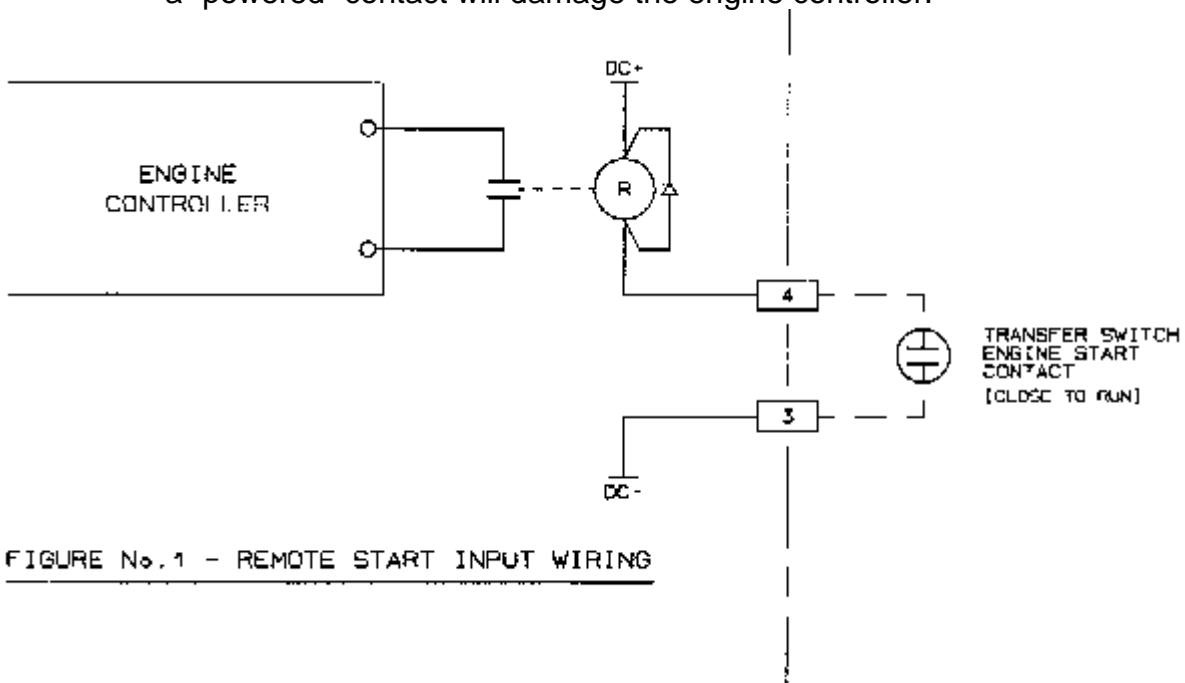 a "powered" contact will damage the engine controller.
DC+
ENGINE
CONTROLLER
R
4
TRANSFER SWITCH
ENGINE START
CONTACT
[CLOSE TO RUN]
3
DC-
FIGURE No.1 - REMOTE START INPUT WIRING